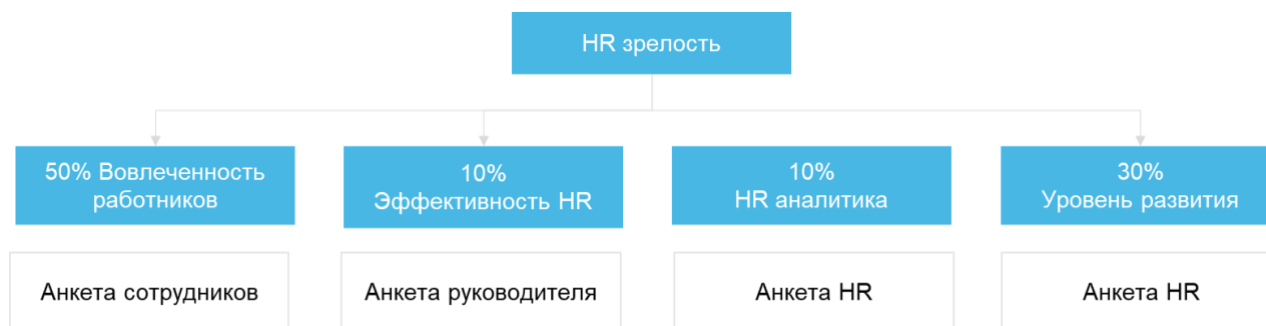 HR зрелость
50% Вовлеченность
работников
10%
Эффективность HR
10%
HR аналитика
30%
Уровень развития
Анкета сотрудников
Анкета руководителя
Анкета HR
Анкета HR